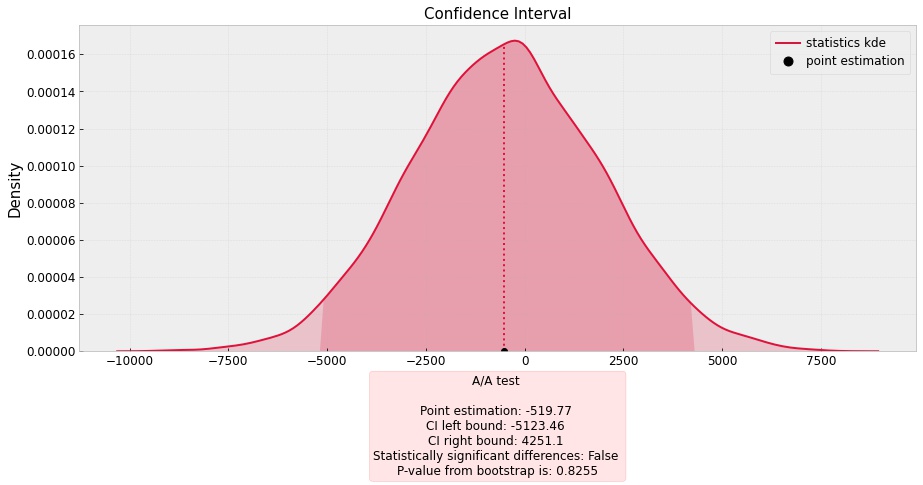 Confidence Interval
statistics kde
point estimation
Density
0.00016
0.00014
0.00012
0.00010
0.00008
0.00006
0.00004
0.00002
0.00000
−10000
−7500
−5000
−2500
0
2500
5000
7500
A/A test
Point estimation: -519.77
CI left bound: -5123.46
CI right bound: 4251.1
Statistically significant differences: False
P-value from bootstrap is: 0.8255